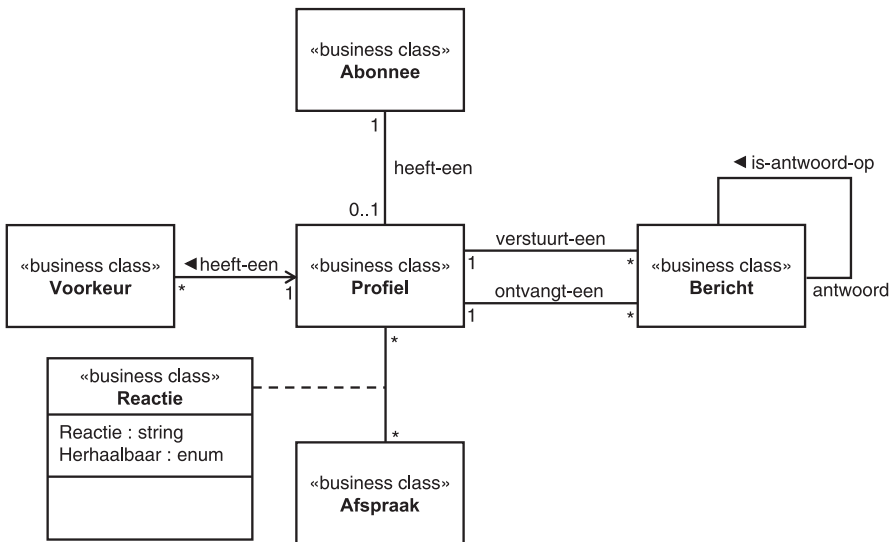 «business class»
Abonnee
1
heeft-een
0..1
◄ is-antwoord-op
«business class»
Voorkeur
*
◄heeft-een
1
«business class»
Profiel
verstuurt-een
1
*
ontvangt-een
1
*
«business class»
Bericht
antwoord
*
«business class»
Reactie
Reactie : string
Herhaalbaar : enum
*
«business class»
Afspraak